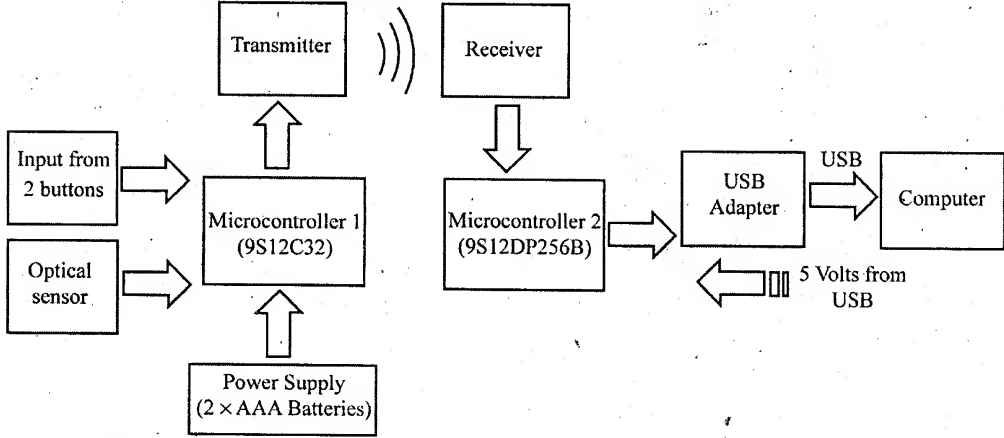 Transmitter
Receiver
Input from
2 buttons
Microcontroller 1
(9S12C32)
Optical
sensor
Power Supply
(2 × AAA Batteries)
Microcontroller 2
(9S12DP256B)
USB
Adapter
USB
Computer
5 Volts from
USB